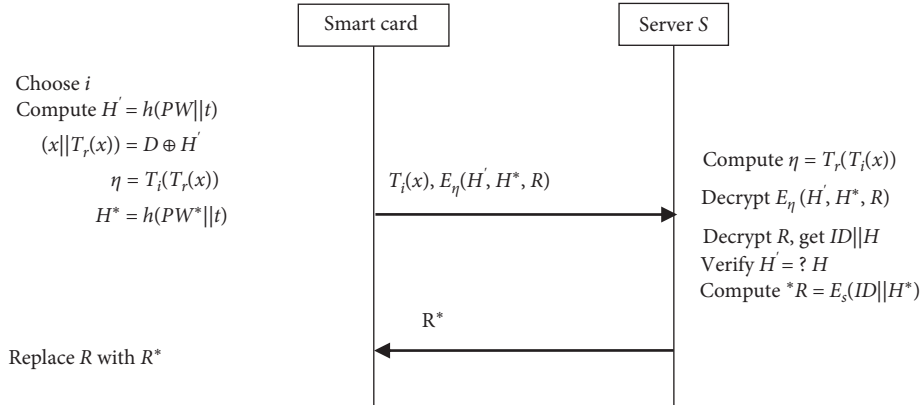 Smart card
Server S
Choose i
Compute H′ = h(PW||t)
(x||T_r(x)) = D ⊕ H′
η = T_i(T_r(x))
H* = h(PW*||t)
T_i(x), E_η(H′, H*, R)
Compute η = T_r(T_i(x))
Decrypt E_η (H′, H*, R)
Decrypt R, get ID||H
Verify H′ = ? H
Compute *R = E_s(ID||H*)
R*
Replace R with R*